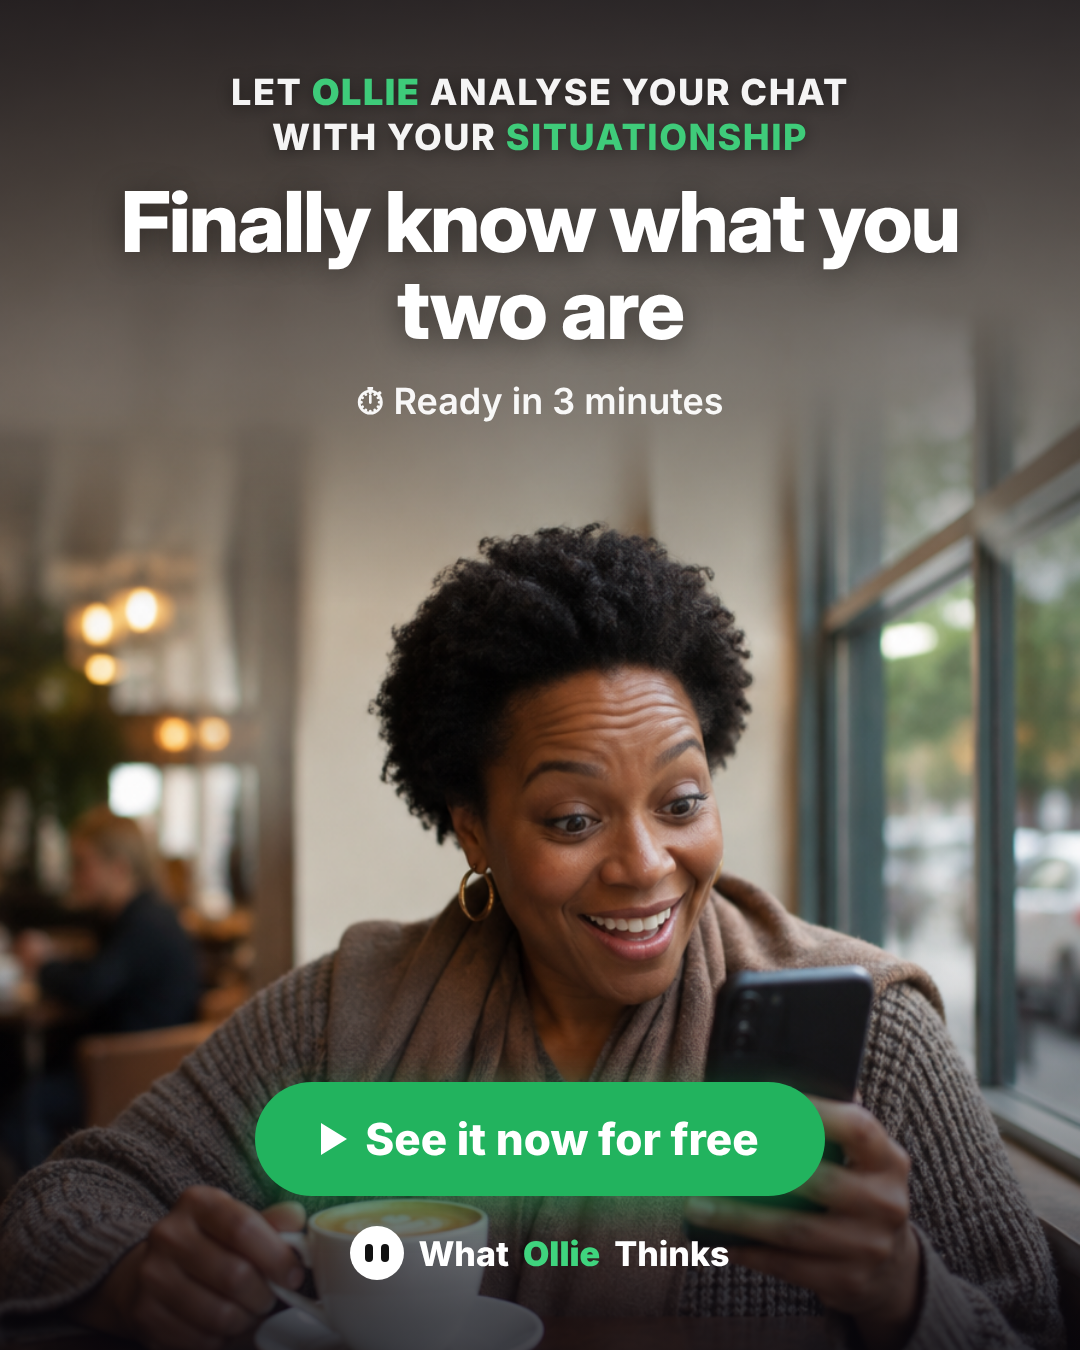 LET OLLIE ANALYSE YOUR CHAT
WITH YOUR SITUATIONSHIP
Finally know what you
two are
⏱ Ready in 3 minutes
▶ See it now for free
What Ollie Thinks